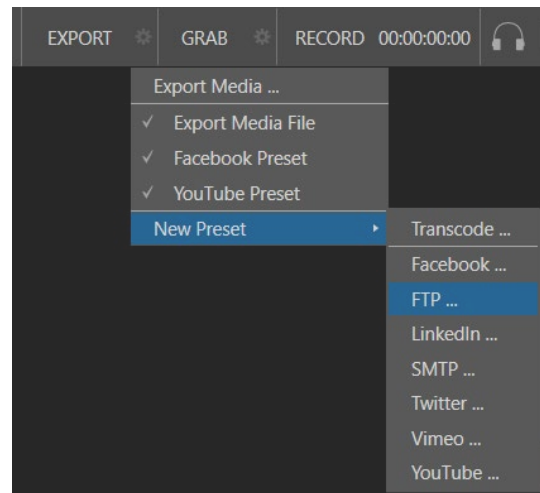 EXPORT GRAB RECORD 00:00:00:00
Export Media ...
✓ Export Media File
✓ Facebook Preset
✓ YouTube Preset
New Preset
Transcode ...
Facebook ...
FTP ...
LinkedIn ...
SMTP ...
Twitter ...
Vimeo ...
YouTube ...